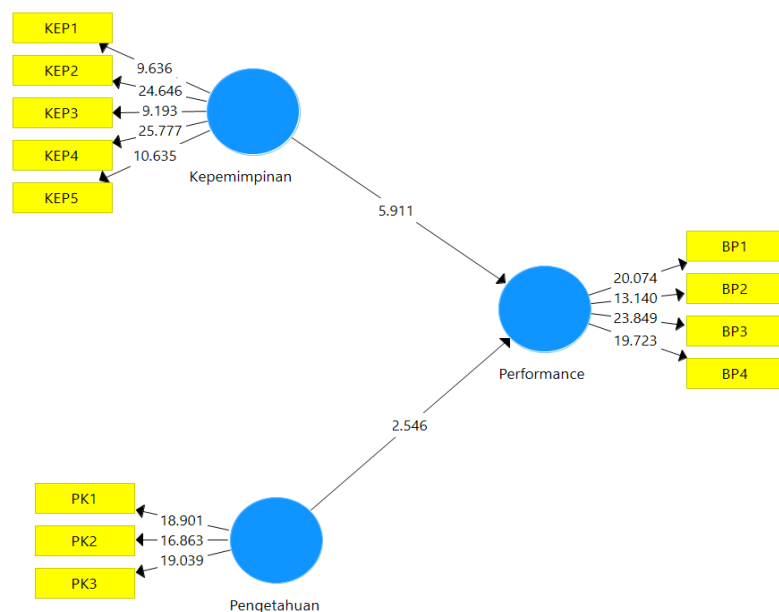 KEP1
9.636
KEP2
24.646
KEP3
9.193
KEP4
25.777
KEP5
10.635
Kepemimpinan
5.911
BP1
20.074
BP2
13.140
BP3
23.849
BP4
19.723
Performance
2.546
PK1
18.901
PK2
16.863
PK3
19.039
Pengetahuan